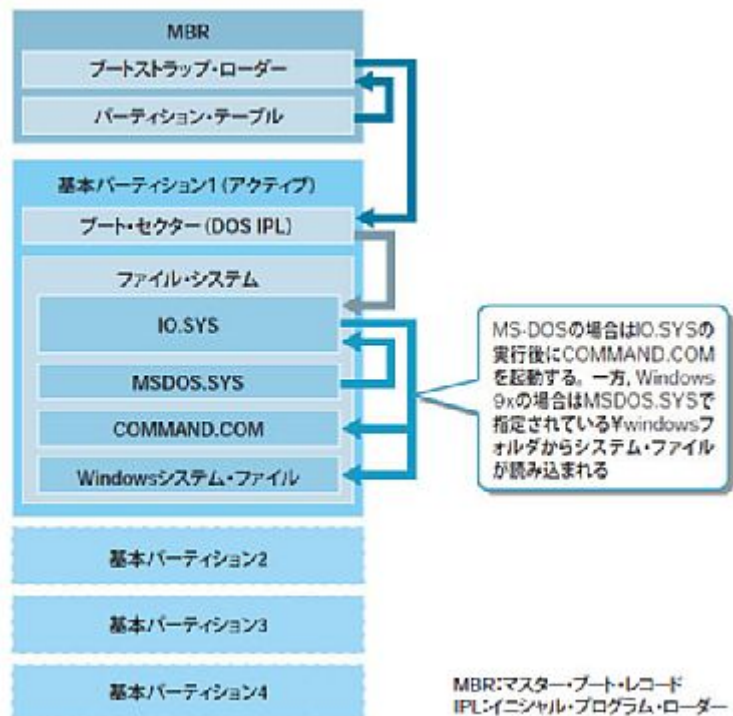 MBR
ブートストラップ・ローダー
パーティション・テーブル
基本パーティション1(アクティブ)
ブート・セクター(DOS IPL)
ファイル・システム
IO.SYS
MSDOS.SYS
COMMAND.COM
Windowsシステム・ファイル
MS-DOSの場合はIO.SYSの
実行後にCOMMAND.COM
を起動する。一方,Windows
9xの場合はMSDOS.SYSで
指定されている¥windowsフ
ォルダからシステム・ファイル
が読み込まれる
基本パーティション2
基本パーティション3
基本パーティション4
MBR:マスター・ブート・レコード
IPL:イニシャル・プログラム・ローダー